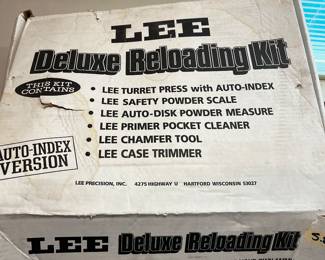 LEE
Deluxe Reloading Kit
THIS KIT
CONTAINS
• LEE TURRET PRESS with AUTO-INDEX
• LEE SAFETY POWDER SCALE
• LEE AUTO-DISK POWDER MEASURE
• LEE PRIMER POCKET CLEANER
• LEE CHAMFER TOOL
• LEE CASE TRIMMER
AUTO-INDEX
VERSION
LEE PRECISION, INC. 4275 HIGHWAY U HARTFORD WISCONSIN 53027
LEE Deluxe Reloading Kit